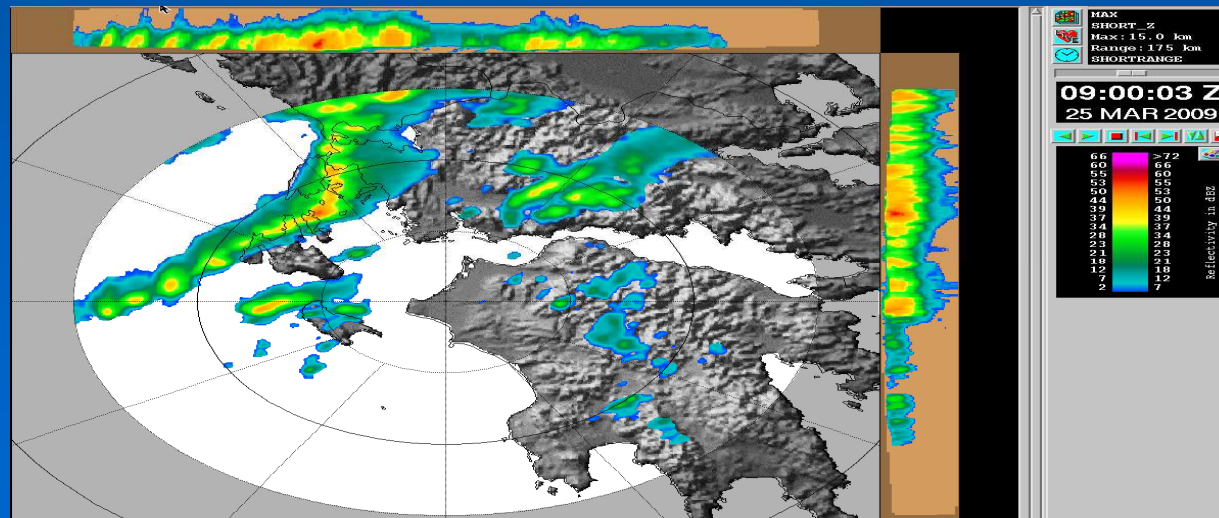 MAX
SHORT_Z
Max:15.0 km
Range:175 km
SHORTRANGE
09:00:03 Z
25 MAR 2009
66 >72
60 66
55 60
53 55
50 53
44 50
39 44
37 39
34 37
28 34
23 28
21 23
18 21
12 18
7 12
2 7
Reflectivity in dBZ